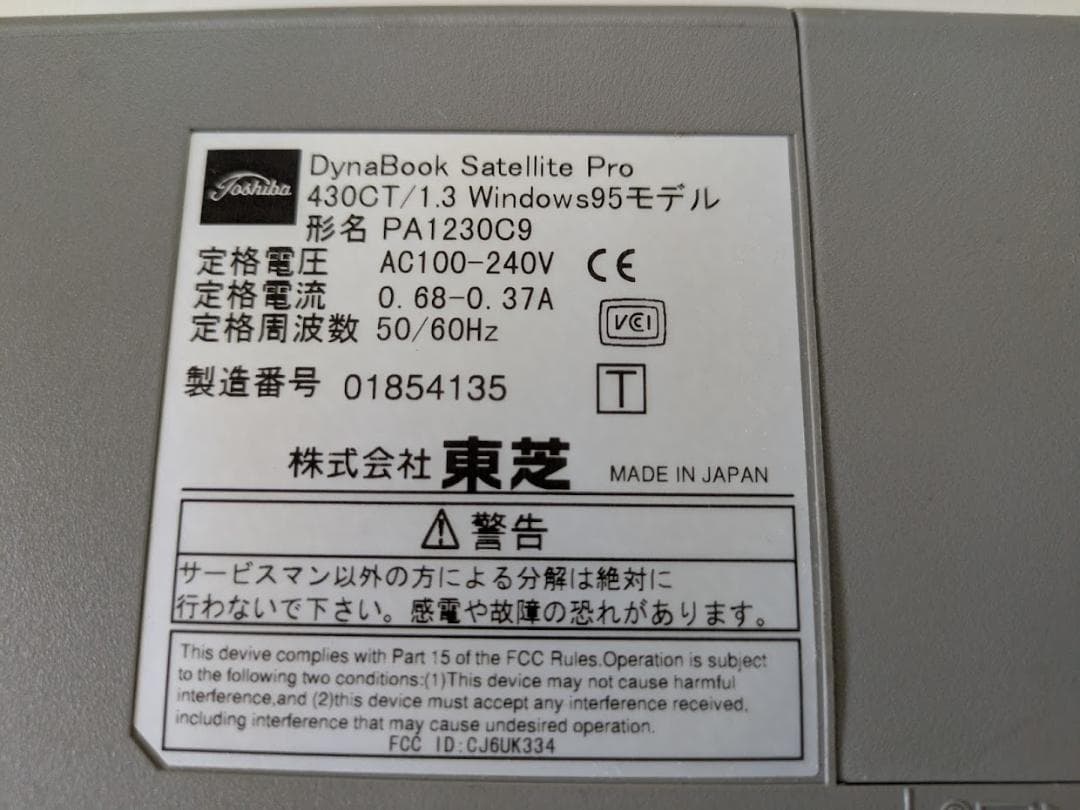 Toshiba
DynaBook Satellite Pro
430CT/1.3 Windows95モデル
形名 PA1230C9
定格電圧 AC100-240V CE
定格電流 0.68-0.37A
定格周波数 50/60Hz
VCI
製造番号 01854135
T
株式会社 東芝 MADE IN JAPAN
警告
サービスマン以外の方による分解は絶対に
行わないで下さい。感電や故障の恐れがあります。
This devive complies with Part 15 of the FCC Rules.Operation is subject
to the following two conditions:(1)This device may not cause harmful
interference,and (2)this device must accept any interference received,
including interference that may cause undesired operation.
FCC ID:CJ6UK334